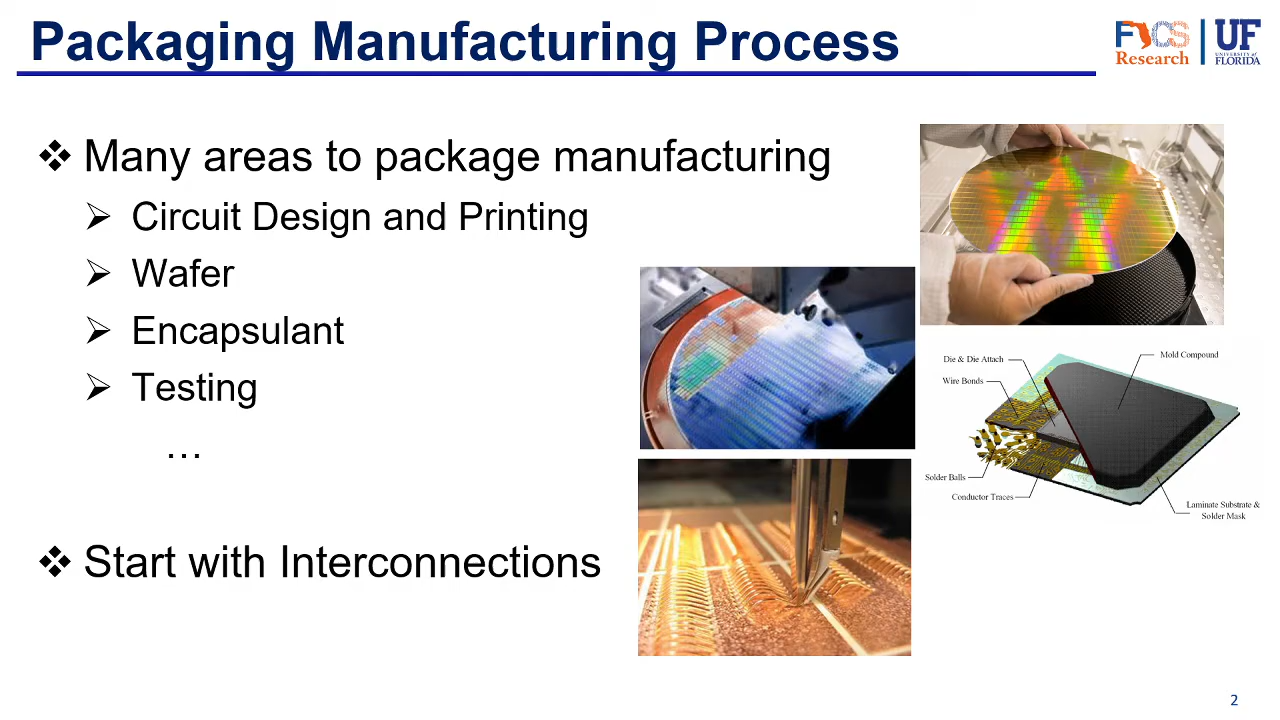 Packaging Manufacturing Process
FICS
Research
UF
UNIVERSITY of
FLORIDA
❖ Many areas to package manufacturing
➢ Circuit Design and Printing
➢ Wafer
➢ Encapsulant
➢ Testing
…
❖ Start with Interconnections
Die & Die Attach
Mold Compound
Wire Bonds
Solder Balls
Conductor Traces
Laminate Substrate &
Solder Mask
2